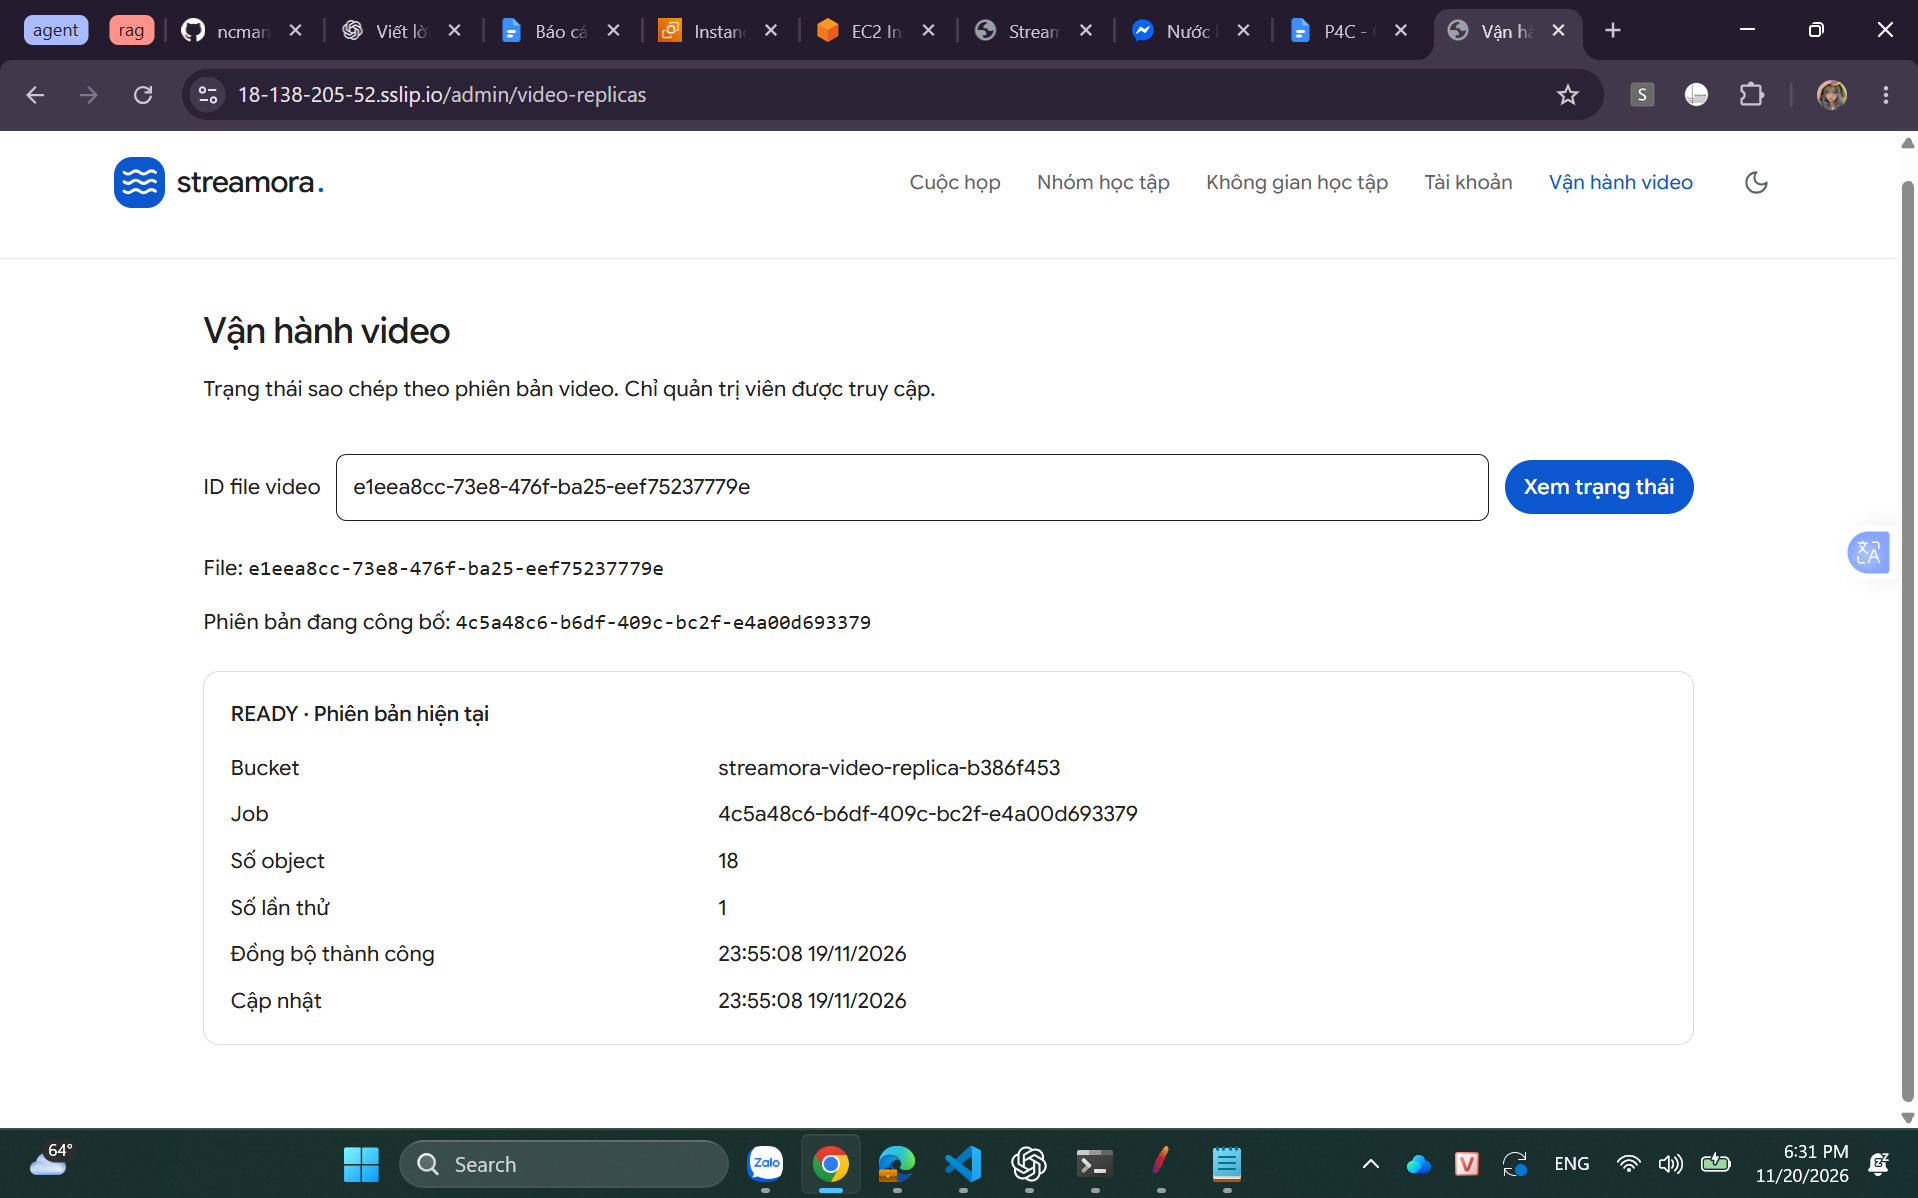 agent
rag
ncman
Viết lờ
Báo cá
Instan
EC2 In
Stream
Nước
P4C -
Vận hà
18-138-205-52.sslip.io/admin/video-replicas
S
streamora.
Cuộc họp
Nhóm học tập
Không gian học tập
Tài khoản
Vận hành video
Vận hành video
Trạng thái sao chép theo phiên bản video. Chỉ quản trị viên được truy cập.
ID file video
e1eea8cc-73e8-476f-ba25-eef75237779e
Xem trạng thái
File: e1eea8cc-73e8-476f-ba25-eef75237779e
Phiên bản đang công bố: 4c5a48c6-b6df-409c-bc2f-e4a00d693379
READY · Phiên bản hiện tại
Bucket streamora-video-replica-b386f453
Job 4c5a48c6-b6df-409c-bc2f-e4a00d693379
Số object 18
Số lần thử 1
Đồng bộ thành công 23:55:08 19/11/2026
Cập nhật 23:55:08 19/11/2026
64°
Search
Zalo
V
ENG
6:31 PM
11/20/2026